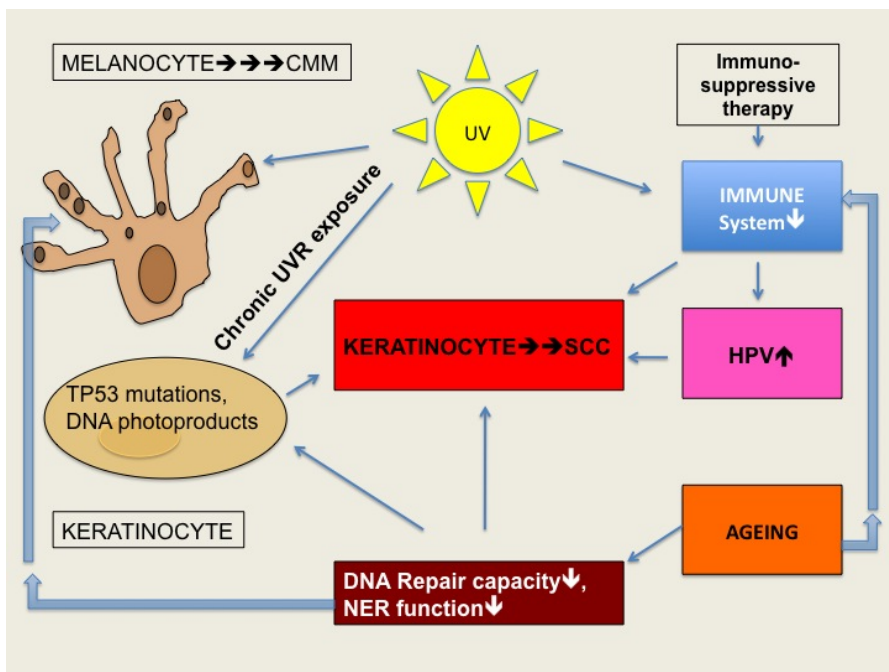 MELANOCYTE➔➔➔CMM
UV
Immuno-
suppressive
therapy
Chronic UVR exposure
IMMUNE
System🡇
KERATINOCYTE➔➔SCC
HPV🡅
TP53 mutations,
DNA photoproducts
KERATINOCYTE
AGEING
DNA Repair capacity🡇,
NER function🡇